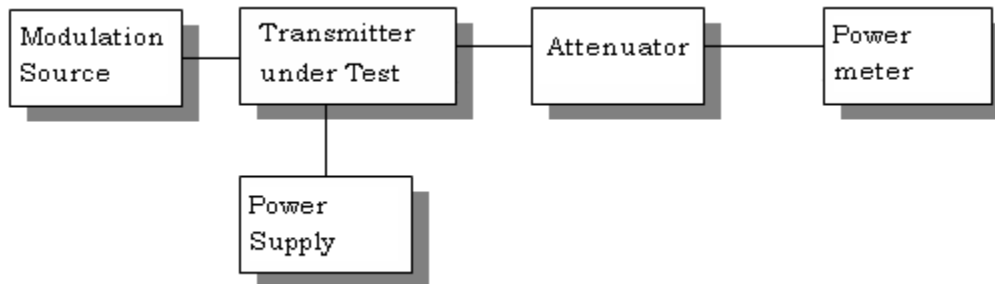 Modulation
Source
Transmitter
under Test
Attenuator
Power
meter
Power
Supply